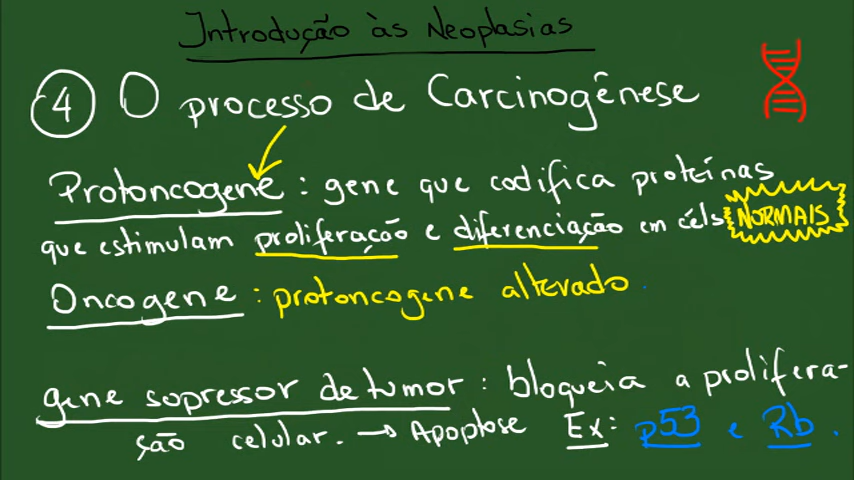 Introdução às Neoplasias
4 O processo de Carcinogênese
Protoncogene : gene que codifica proteínas
que estimulam proliferação e diferenciação em céls NORMAIS
Oncogene : protoncogene alterado
gene supressor de tumor : bloqueia a prolifera-
ção celular. → Apoptose Ex: p53 e Rb.